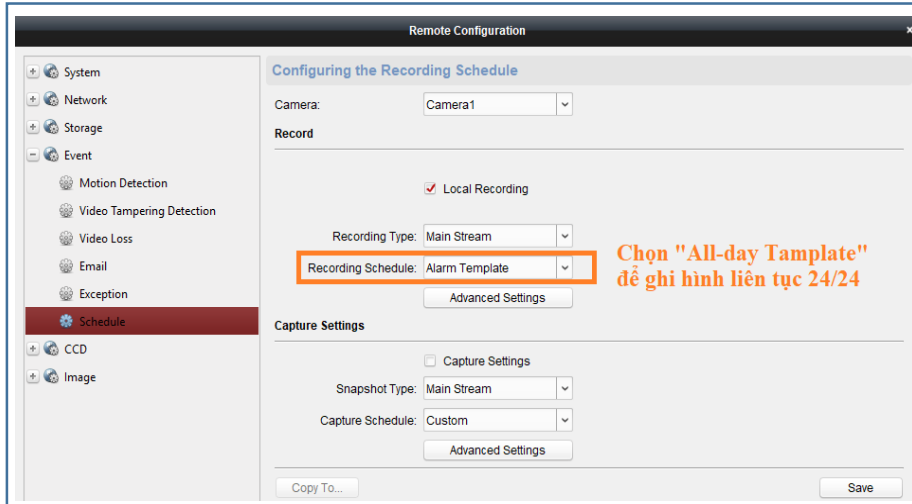 Remote Configuration
x
System
Network
Storage
Event
Motion Detection
Video Tampering Detection
Video Loss
Email
Exception
Schedule
CCD
Image
Configuring the Recording Schedule
Camera: Camera1
Record
Local Recording
Recording Type: Main Stream
Recording Schedule: Alarm Template
Advanced Settings
Chọn "All-day Tamplate"
để ghi hình liên tục 24/24
Capture Settings
Capture Settings
Snapshot Type: Main Stream
Capture Schedule: Custom
Advanced Settings
Copy To...
Save